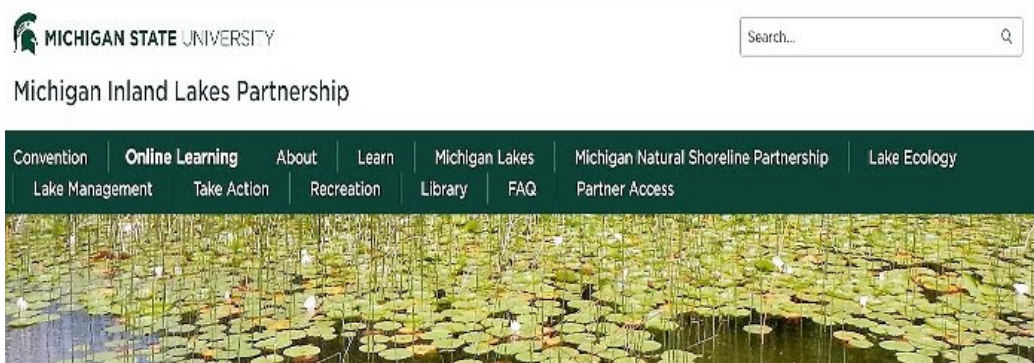 MICHIGAN STATE UNIVERSITY
Search...
Michigan Inland Lakes Partnership
Convention Online Learning About Learn Michigan Lakes Michigan Natural Shoreline Partnership Lake Ecology
Lake Management Take Action Recreation Library FAQ Partner Access